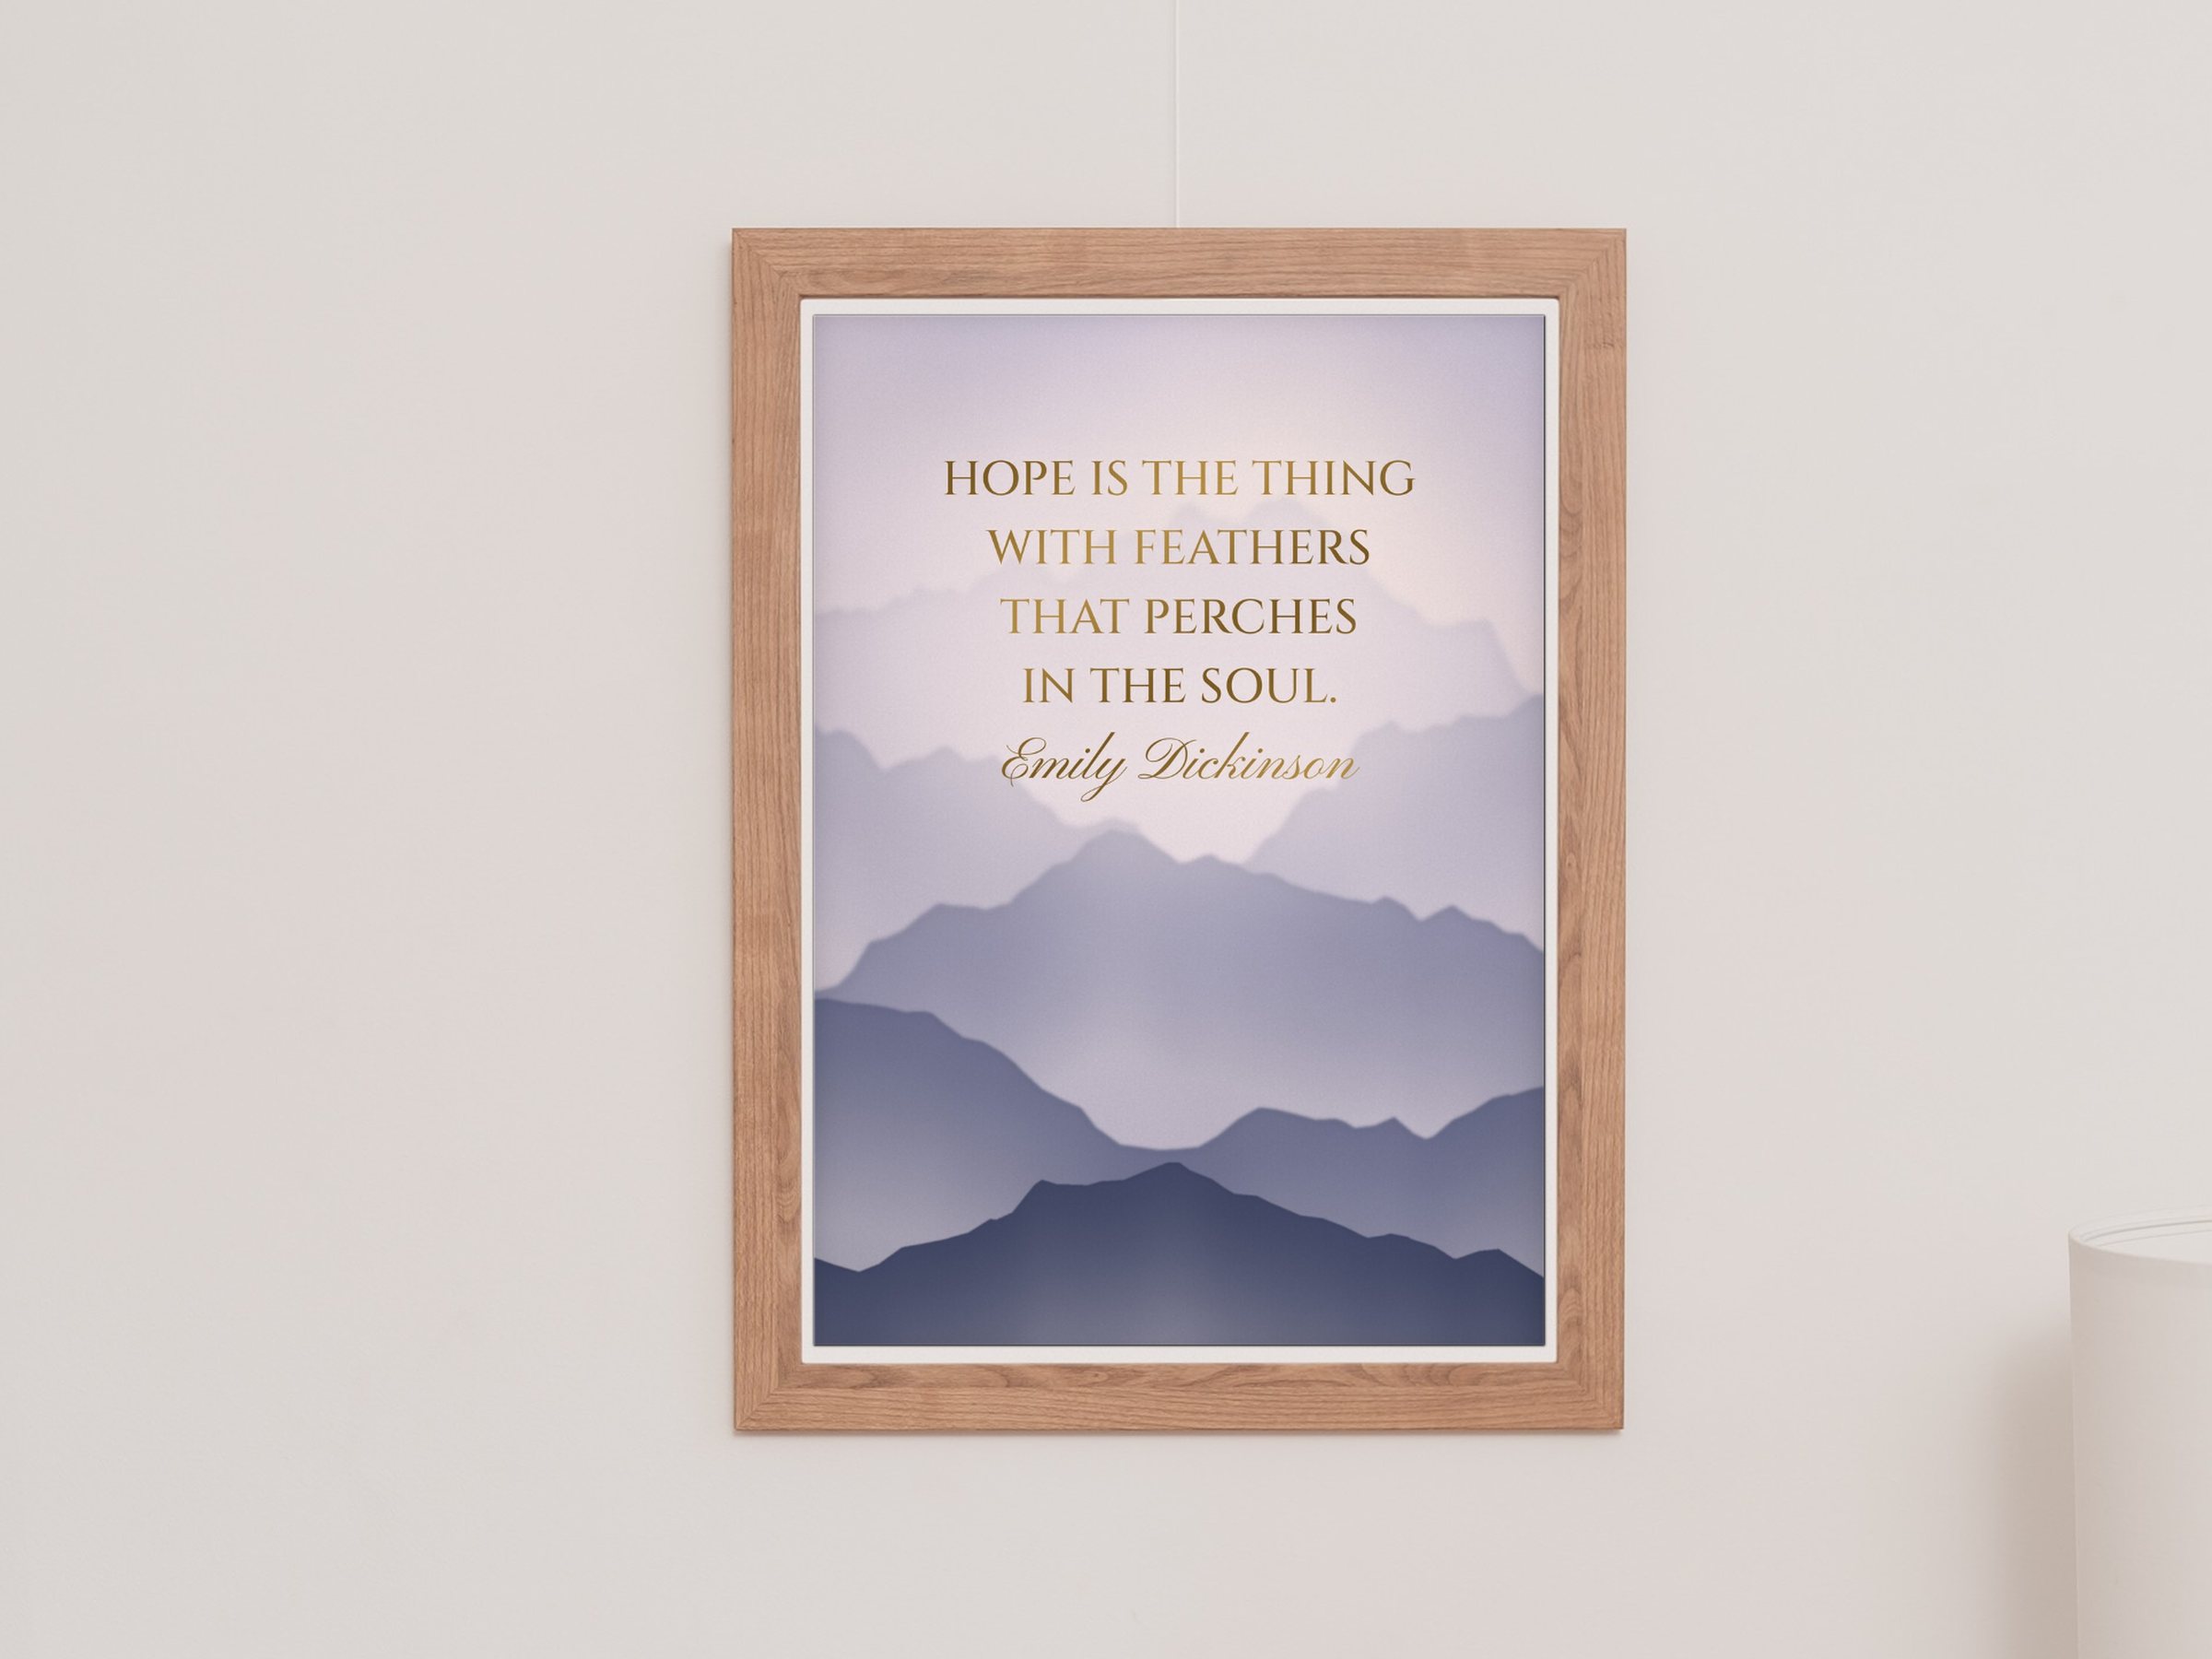 HOPE IS THE THING
WITH FEATHERS
THAT PERCHES
IN THE SOUL.
Emily Dickinson